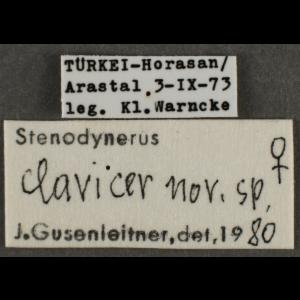 TÜRKEI-Horasan/
Arastal 3-IX-73
leg. Kl.Warncke
Stenodynerus
clavicer nov. sp, ♀
J.Gusenleitner,det,1980